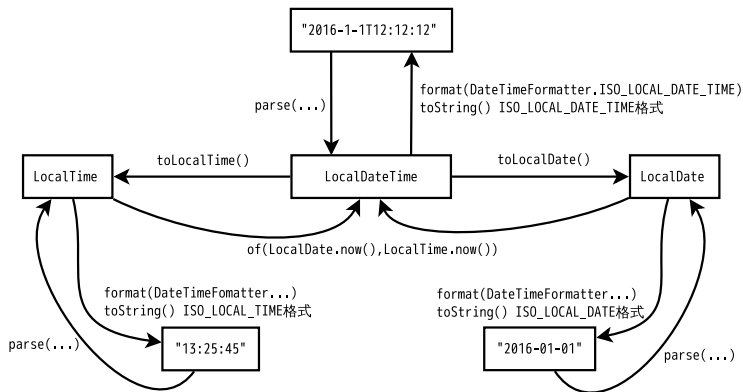 "2016-1-1T12:12:12"
format(DateTimeFormatter.ISO_LOCAL_DATE_TIME)
toString() ISO_LOCAL_DATE_TIME格式
parse(...)
toLocalTime()
toLocalDate()
LocalTime
LocalDateTime
LocalDate
of(LocalDate.now(),LocalTime.now())
format(DateTimeFomatter...)
toString() ISO_LOCAL_TIME格式
format(DateTimeFormatter...)
toString() ISO_LOCAL_DATE格式
parse(...)
"13:25:45"
"2016-01-01"
parse(...)